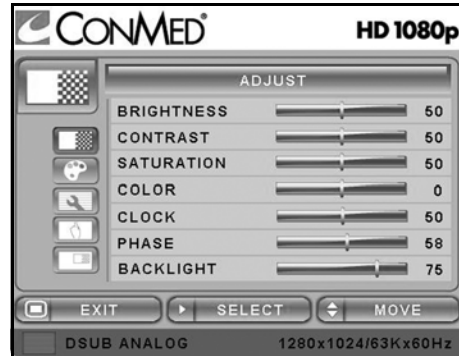 CONMED HD 1080p
ADJUST
BRIGHTNESS 50
CONTRAST 50
SATURATION 50
COLOR 0
CLOCK 50
PHASE 58
BACKLIGHT 75
EXIT SELECT MOVE
DSUB ANALOG 1280x1024/63Kx60Hz